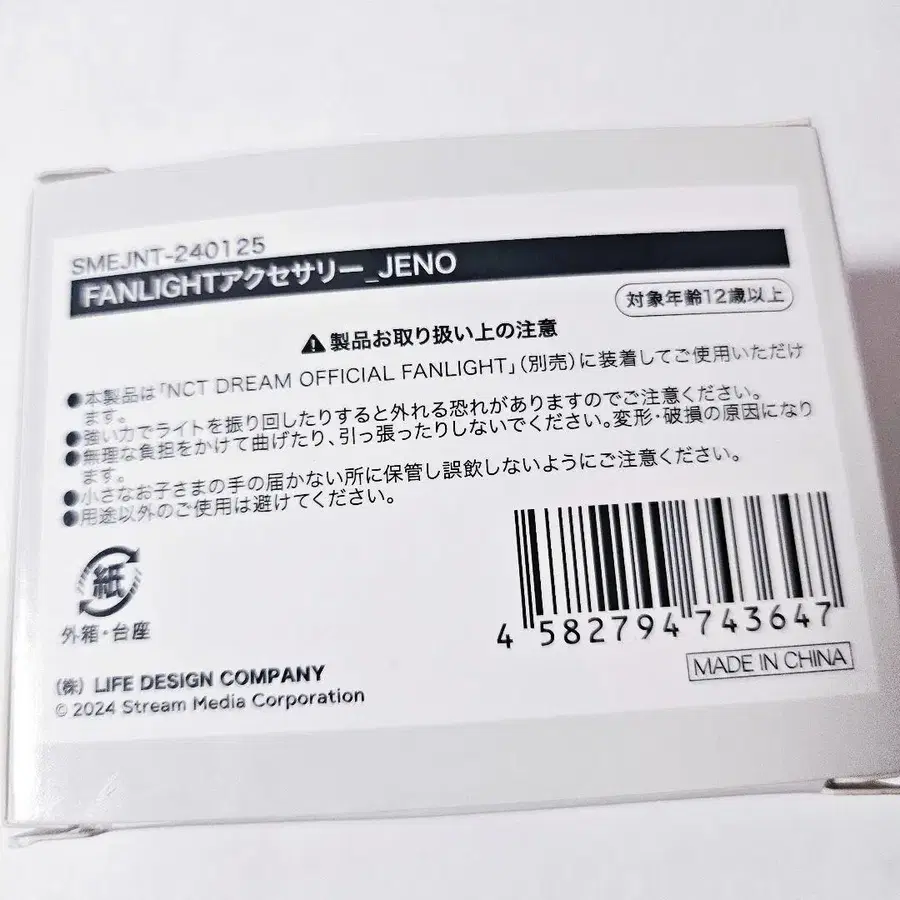 SMEJNT-240125
FANLIGHTアクセサリー_JENO
対象年齢12歳以上
製品お取り扱い上の注意
●本製品は「NCT DREAM OFFICIAL FANLIGHT」(別売)に装着してご使用いただけ
ます。
●強い力でライトを振り回したりすると外れる恐れがありますのでご注意ください。
●無理な負担をかけて曲げたり、引っ張ったりしないでください。変形・破損の原因になり
ます。
●小さなお子さまの手の届かない所に保管し誤飲しないようにご注意ください。
●用途以外のご使用は避けてください。
紙
外箱・台座
4 582794 743647
MADE IN CHINA
(株) LIFE DESIGN COMPANY
© 2024 Stream Media Corporation